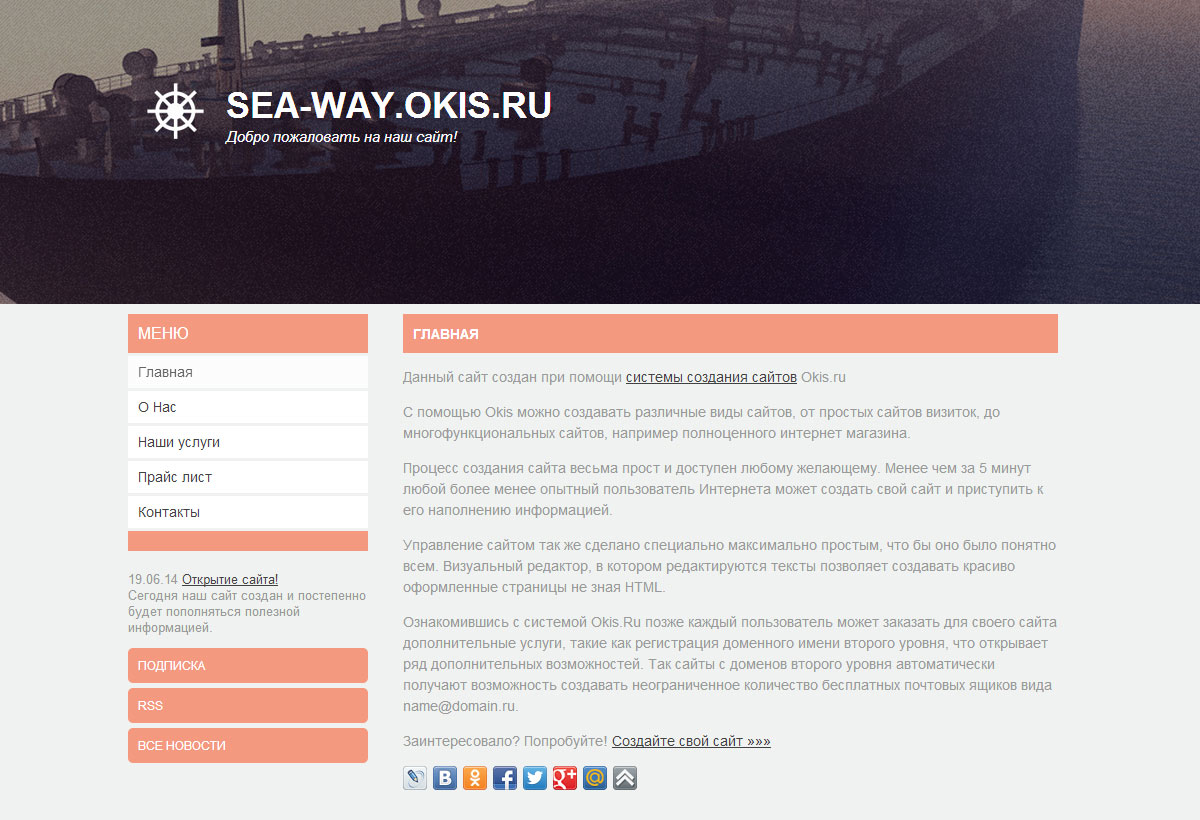 SEA-WAY.OKIS.RU
Добро пожаловать на наш сайт!
МЕНЮ
Главная
О Нас
Наши услуги
Прайс лист
Контакты
19.06.14 Открытие сайта!
Сегодня наш сайт создан и постепенно
будет пополняться полезной
информацией.
ПОДПИСКА
RSS
ВСЕ НОВОСТИ
ГЛАВНАЯ
Данный сайт создан при помощи системы создания сайтов Okis.ru
С помощью Okis можно создавать различные виды сайтов, от простых сайтов визиток, до
многофункциональных сайтов, например полноценного интернет магазина.
Процесс создания сайта весьма прост и доступен любому желающему. Менее чем за 5 минут
любой более менее опытный пользователь Интернета может создать свой сайт и приступить к
его наполнению информацией.
Управление сайтом так же сделано специально максимально простым, что бы оно было понятно
всем. Визуальный редактор, в котором редактируются тексты позволяет создавать красиво
оформленные страницы не зная HTML.
Ознакомившись с системой Okis.Ru позже каждый пользователь может заказать для своего сайта
дополнительные услуги, такие как регистрация доменного имени второго уровня, что открывает
ряд дополнительных возможностей. Так сайты с доменов второго уровня автоматически
получают возможность создавать неограниченное количество бесплатных почтовых ящиков вида
name@domain.ru.
Заинтересовало? Попробуйте! Создайте свой сайт »»»